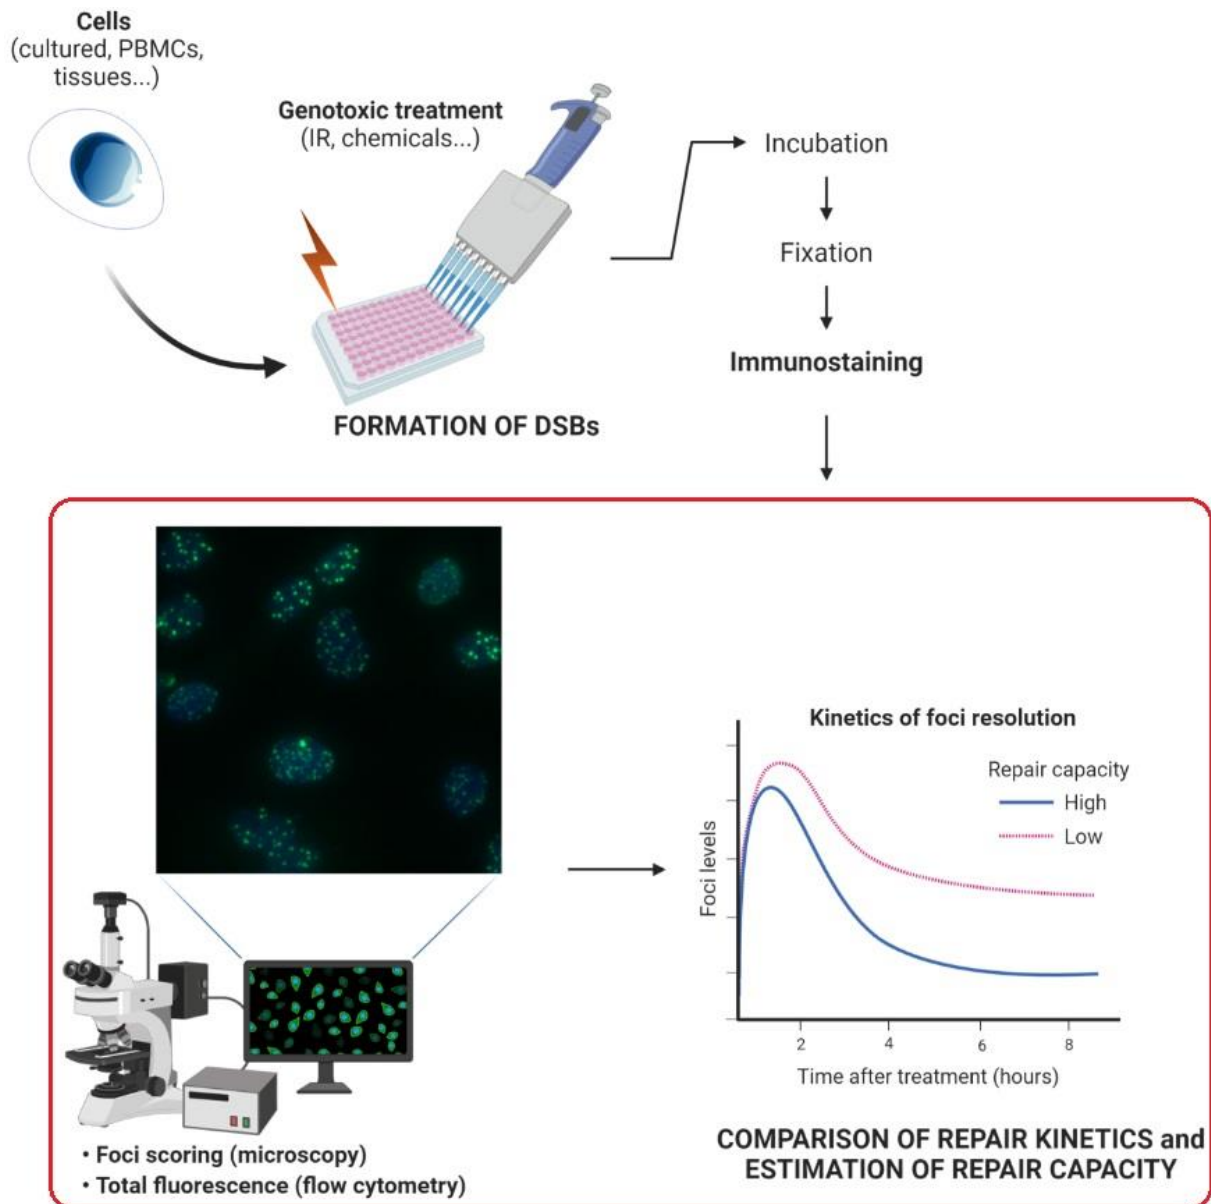 Cells
(cultured, PBMCs,
tissues...)
Genotoxic treatment
(IR, chemicals...)
FORMATION OF DSBs
Incubation
Fixation
Immunostaining
• Foci scoring (microscopy)
• Total fluorescence (flow cytometry)
Kinetics of foci resolution
Repair capacity
High
Low
Foci levels
2 4 6 8
Time after treatment (hours)
COMPARISON OF REPAIR KINETICS and
ESTIMATION OF REPAIR CAPACITY